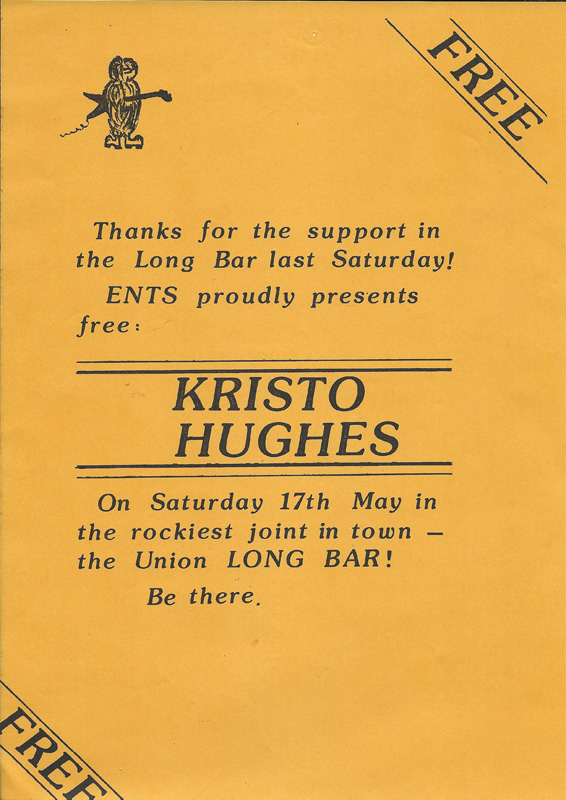 FREE
Thanks for the support in
the Long Bar last Saturday!
ENTS proudly presents
free:
KRISTO
HUGHES
On Saturday 17th May in
the rockiest joint in town —
the Union LONG BAR!
Be there.
FREE